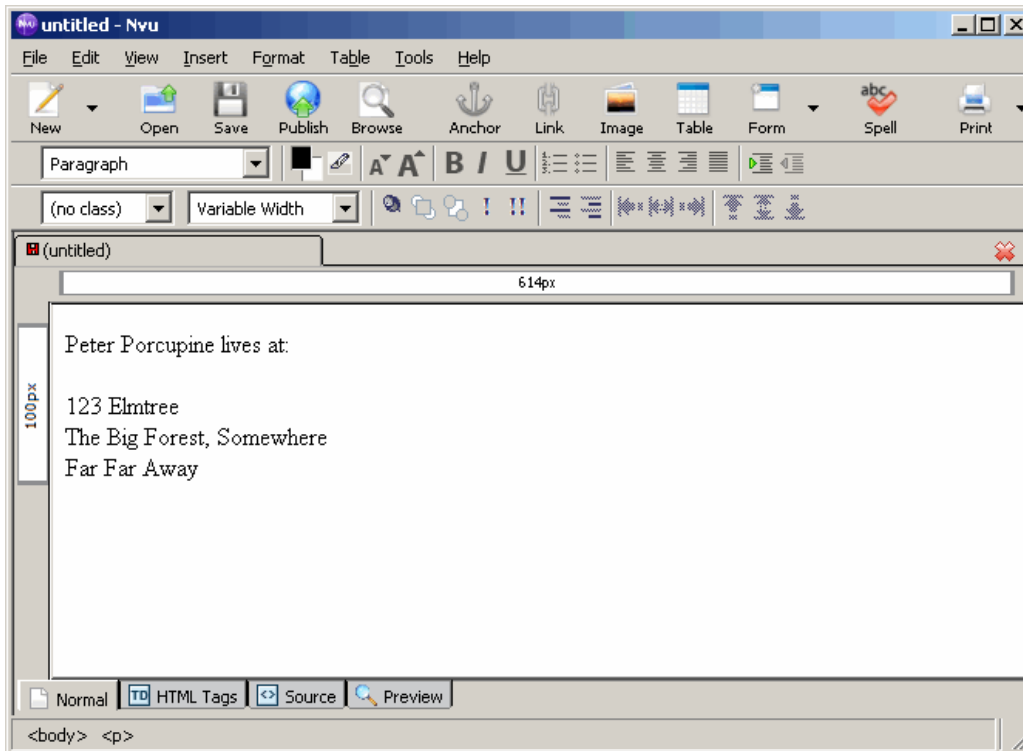 untitled - Nvu
File Edit View Insert Format Table Tools Help
New Open Save Publish Browse Anchor Link Image Table Form Spell Print
Paragraph
(no class) Variable Width
(untitled)
614px
100px
Peter Porcupine lives at:
123 Elmtree
The Big Forest, Somewhere
Far Far Away
Normal HTML Tags Source Preview
<body> <p>